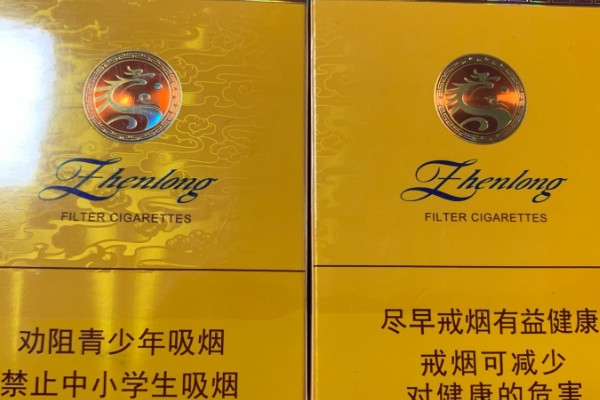 Zhenlong
FILTER CIGARETTES
劝阻青少年吸烟
禁止中小学生吸烟
Zhenlong
FILTER CIGARETTES
尽早戒烟有益健康
戒烟可减少
对健康的危害